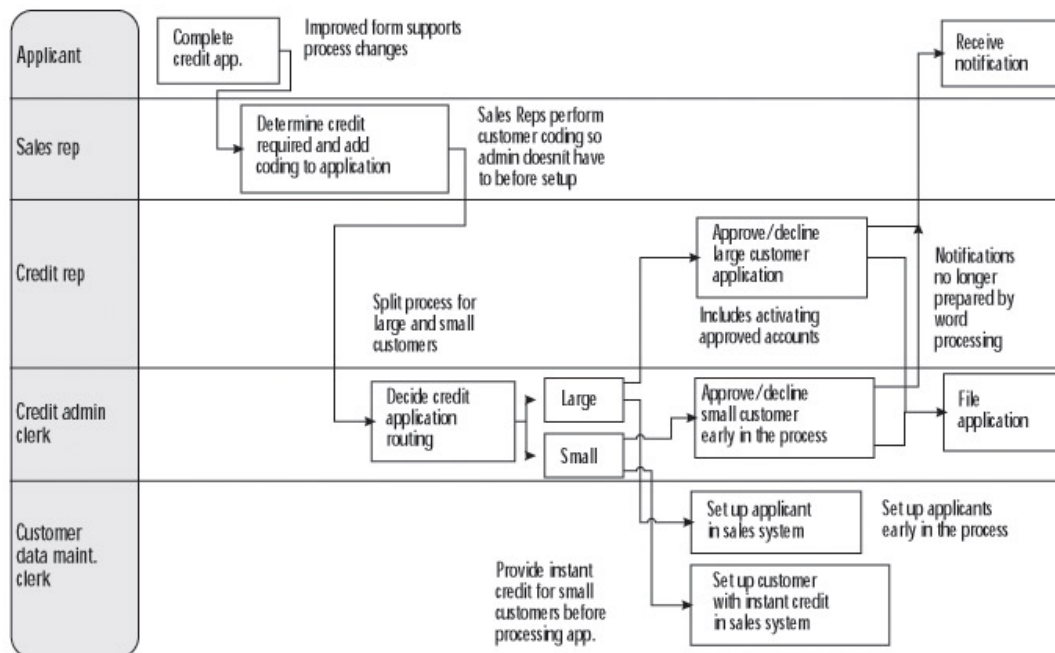 Applicant
Complete
credit app.
Improved form supports
process changes
Receive
notification
Sales rep
Determine credit
required and add
coding to application
Sales Reps perform
customer coding so
admin doesnít have
to before setup
Credit rep
Split process for
large and small
customers
Approve/decline
large customer
application
Includes activating
approved accounts
Notifications
no longer
prepared by
word
processing
Credit admin
clerk
Decide credit
application
routing
Large
Small
Approve/decline
small customer
early in the process
File
application
Customer
data maint.
clerk
Provide instant
credit for small
customers before
processing app.
Set up applicant
in sales system
Set up applicants
early in the process
Set up customer
with instant credit
in sales system